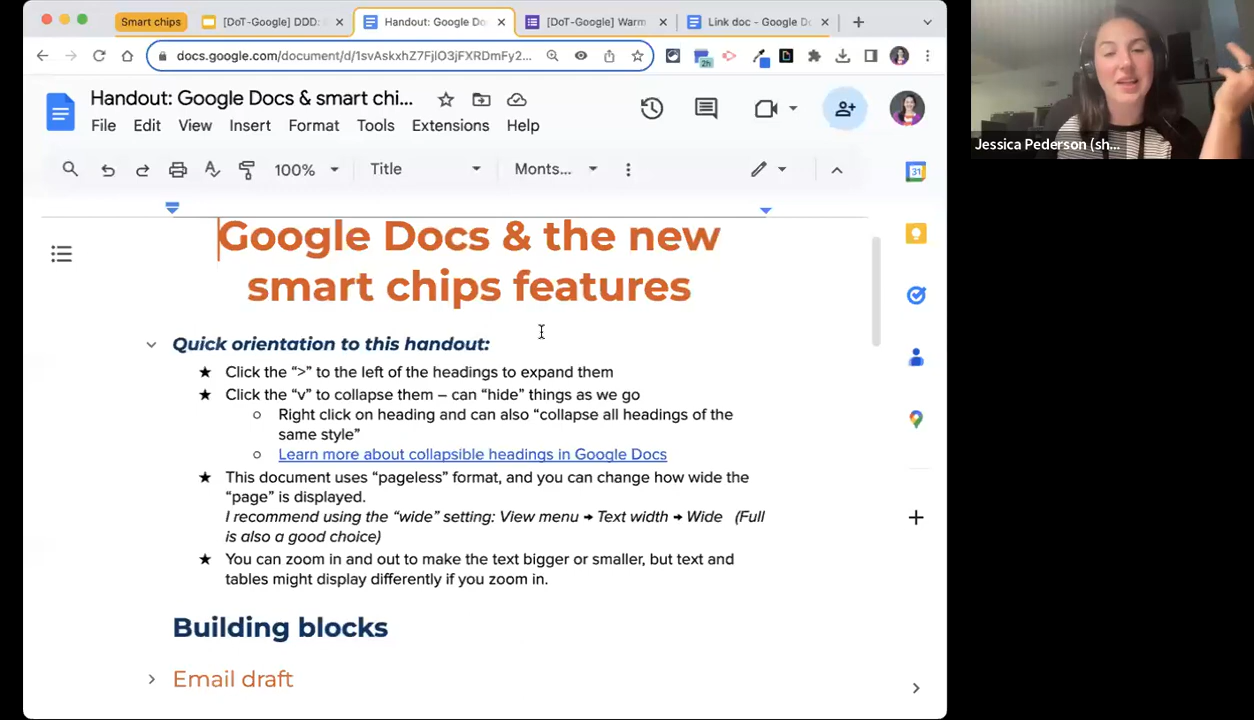 Smart chips
[DoT-Google] DDD:
Handout: Google Do
[DoT-Google] Warm
Link doc - Google Do
docs.google.com/document/d/1svAskxhZ7FjlO3jFXRDmFy2...
2h
Handout: Google Docs & smart chi...
File Edit View Insert Format Tools Extensions Help
100% Title Monts...
31
Google Docs & the new
smart chips features
Quick orientation to this handout:
★ Click the “>” to the left of the headings to expand them
★ Click the “v” to collapse them – can “hide” things as we go
○ Right click on heading and can also “collapse all headings of the
same style”
○ Learn more about collapsible headings in Google Docs
★ This document uses “pageless” format, and you can change how wide the
“page” is displayed.
I recommend using the “wide” setting: View menu → Text width → Wide (Full
is also a good choice)
★ You can zoom in and out to make the text bigger or smaller, but text and
tables might display differently if you zoom in.
Building blocks
Email draft
Jessica Pederson (sh...